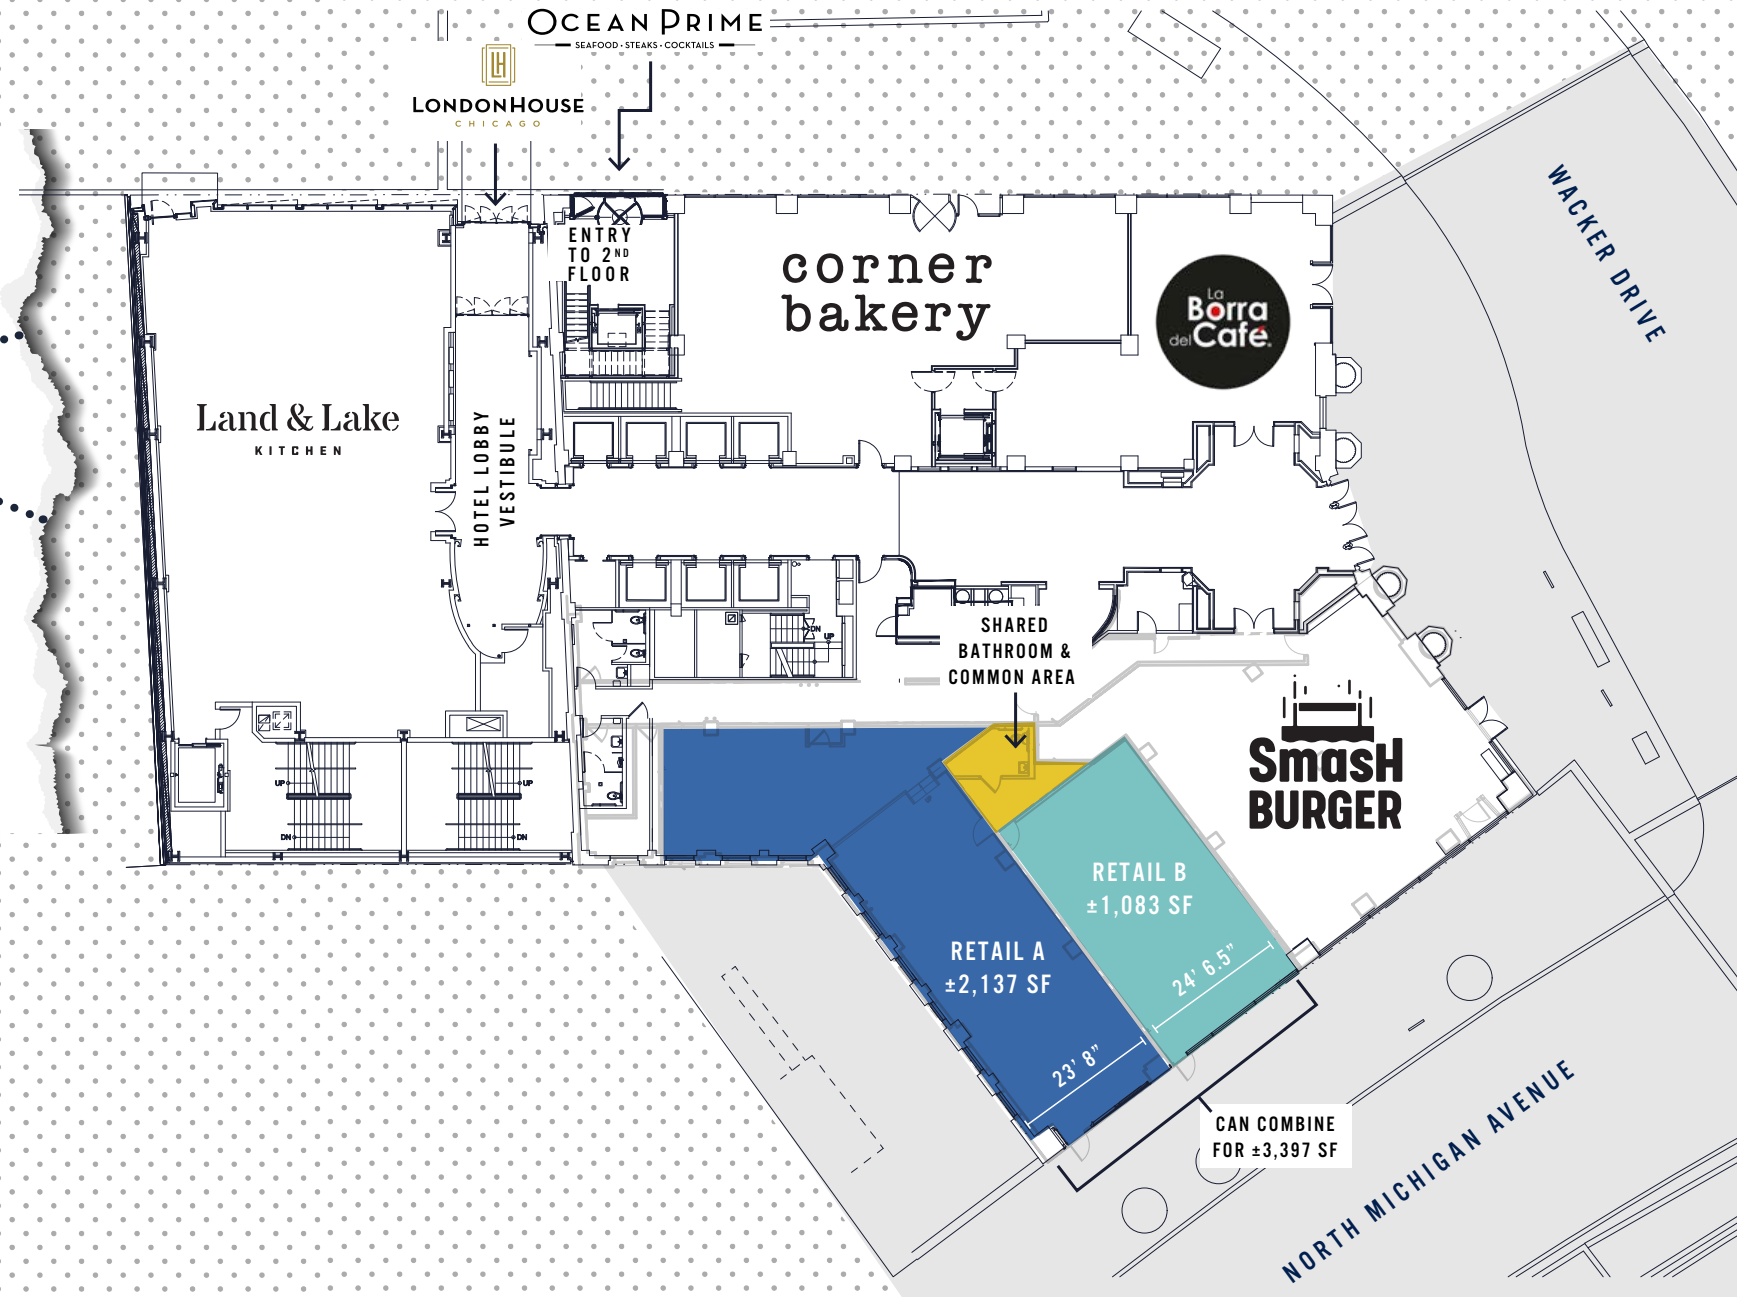 OCEAN PRIME
SEAFOOD • STEAKS • COCKTAILS
LH
LONDONHOUSE
CHICAGO
WACKER DRIVE
ENTRY
TO 2ND
FLOOR
corner
bakery
La
Borra
del Café.
Land & Lake
KITCHEN
HOTEL LOBBY
VESTIBULE
SHARED
BATHROOM &
COMMON AREA
DN
UP
SmasH
BURGER
UP
UP
DN
DN
RETAIL B
±1,083 SF
RETAIL A
±2,137 SF
24' 6.5"
23' 8"
CAN COMBINE
FOR ±3,397 SF
NORTH MICHIGAN AVENUE